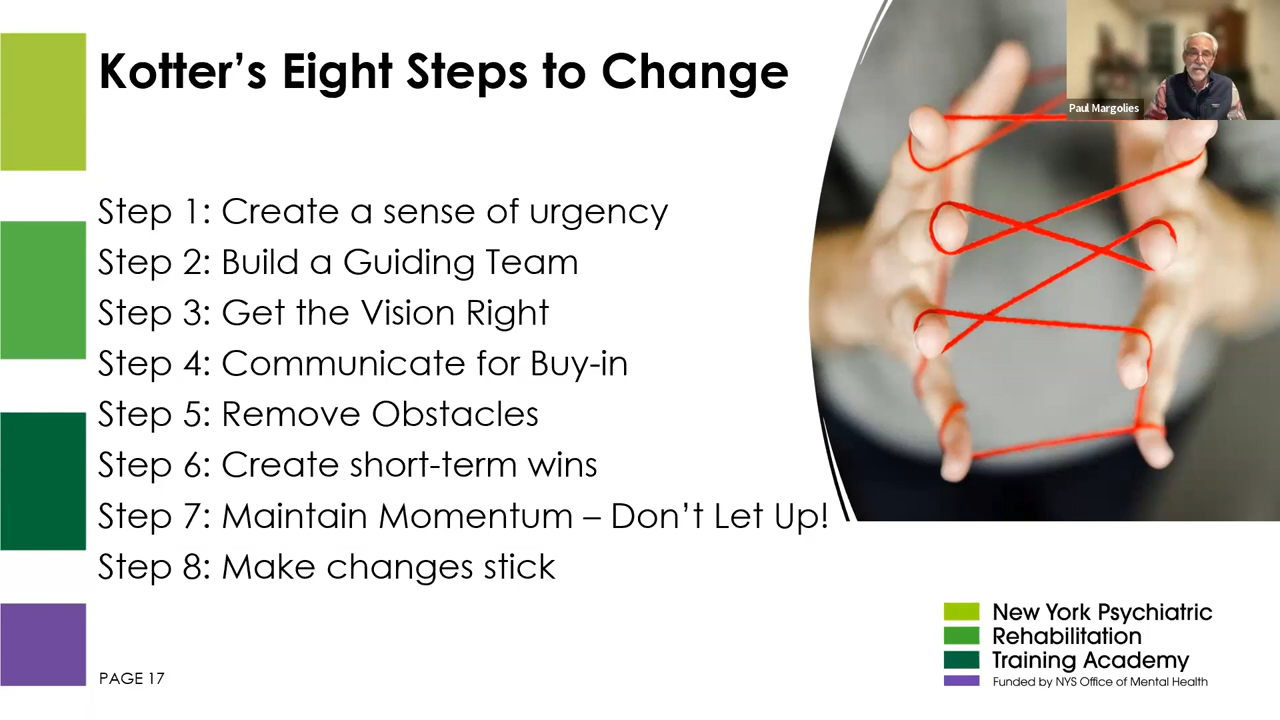 Kotter’s Eight Steps to Change
Paul Margolies
Step 1: Create a sense of urgency
Step 2: Build a Guiding Team
Step 3: Get the Vision Right
Step 4: Communicate for Buy-in
Step 5: Remove Obstacles
Step 6: Create short-term wins
Step 7: Maintain Momentum – Don’t Let Up!
Step 8: Make changes stick
New York Psychiatric
Rehabilitation
Training Academy
Funded by NYS Office of Mental Health
PAGE 17